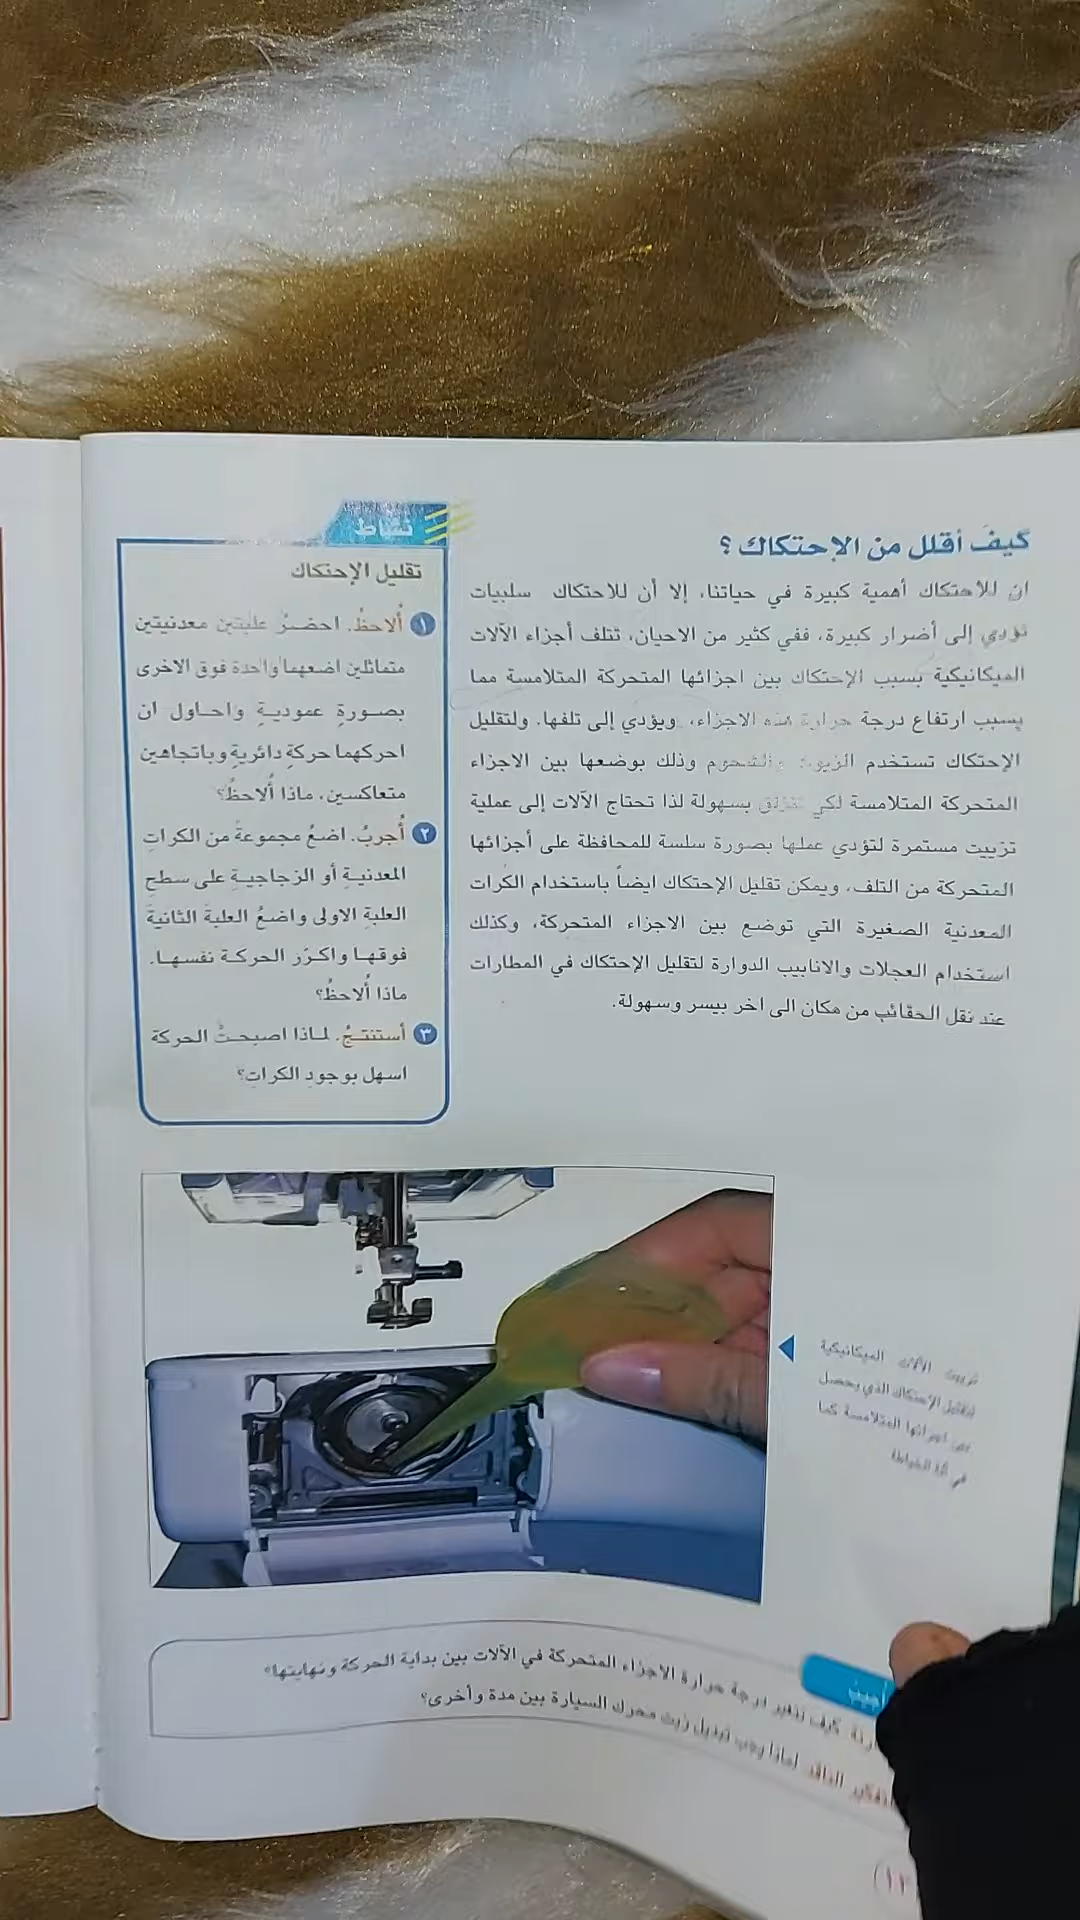 كيفَ أقلل من الإحتكاك ؟
ان للاحتكاك أهمية كبيرة في حياتنا، إلا أن للاحتكاك سلبيات
تؤدي إلى أضرار كبيرة، ففي كثير من الاحيان، تتلف أجزاء الآلات
الميكانيكية بسبب الإحتكاك بين اجزائها المتحركة المتلامسة مما
يسبب ارتفاع درجة حرارة هذه الاجزاء، ويؤدي إلى تلفها. ولتقليل
الإحتكاك تستخدم الزيوت والشحوم وذلك بوضعها بين الاجزاء
المتحركة المتلامسة لكي تنزلق بسهولة لذا تحتاج الآلات إلى عملية
تزييت مستمرة لتؤدي عملها بصورة سلسة للمحافظة على أجزائها
المتحركة من التلف، ويمكن تقليل الإحتكاك ايضاً باستخدام الكرات
المعدنية الصغيرة التي توضع بين الاجزاء المتحركة، وكذلك
استخدام العجلات والانابيب الدوارة لتقليل الإحتكاك في المطارات
عند نقل الحقائب من مكان الى اخر بيسر وسهولة.
نشاط
تقليل الإحتكاك
١ أُلاحظُ. احضرُ علبتين معدنيتين
متماثلين اضعهما واحدة فوق الاخرى
بصورةٍ عموديةٍ واحاول ان
احركهما حركةٍ دائريةٍ وباتجاهين
متعاكسين، ماذا أُلاحظُ؟
٢ أُجربُ. اضعُ مجموعةً من الكراتِ
المعدنيةِ أو الزجاجيةِ على سطحِ
العلبةِ الاولى واضعُ العلبةَ الثانيةَ
فوقها واكرّر الحركة نفسها.
ماذا أُلاحظُ؟
٣ أستنتجُ. لماذا اصبحتْ الحركة
اسهل بوجودِ الكراتِ؟
تزييت الآلات الميكانيكية
لتقليل الإحتكاك الذي يحصل
بين اجزائها المتلامسة كما
في آلة الخياطة
كيف تتغير درجة حرارة الاجزاء المتحركة في الآلات بين بداية الحركة ونهايتها؟
التفكير الناقد لماذا يجب تبديل زيت محرك السيارة بين مدة وأخرى؟